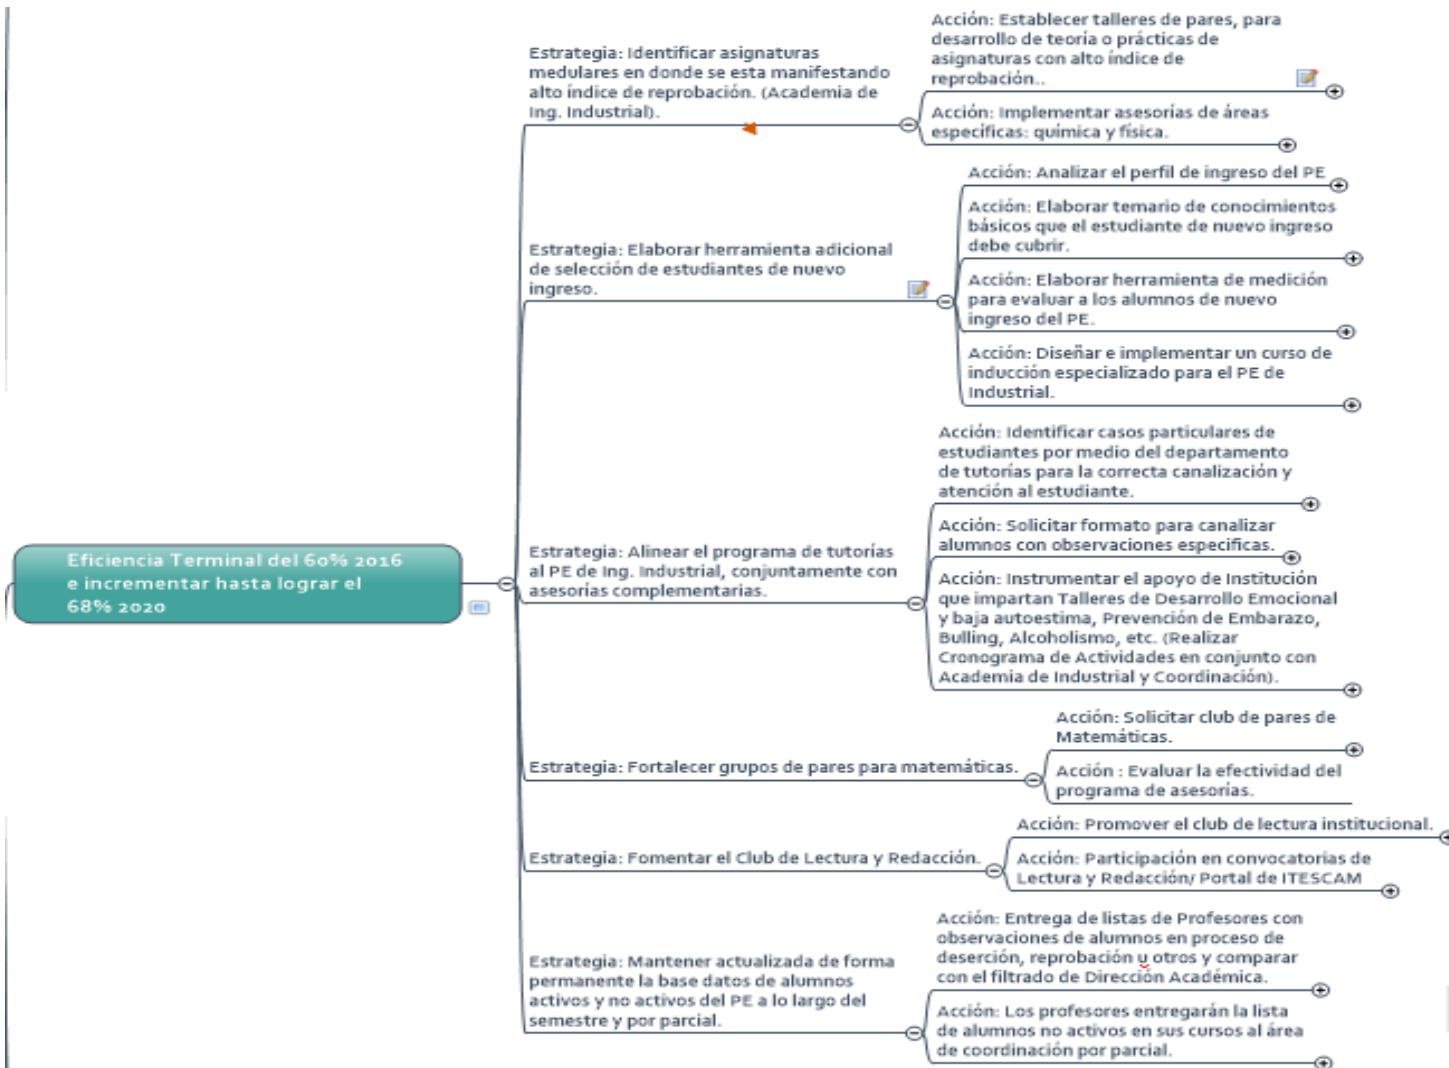 Eficiencia Terminal del 60% 2016
e incrementar hasta lograr el
68% 2020
Estrategia: Identificar asignaturas
medulares en donde se esta manifestando
alto índice de reprobación. (Academia de
Ing. Industrial).
Acción: Establecer talleres de pares, para
desarrollo de teoría o prácticas de
asignaturas con alto índice de
reprobación..
Acción: Implementar asesorías de áreas
específicas: química y física.
Estrategia: Elaborar herramienta adicional
de selección de estudiantes de nuevo
ingreso.
Acción: Analizar el perfil de ingreso del PE
Acción: Elaborar temario de conocimientos
básicos que el estudiante de nuevo ingreso
debe cubrir.
Acción: Elaborar herramienta de medición
para evaluar a los alumnos de nuevo
ingreso del PE.
Acción: Diseñar e implementar un curso de
inducción especializado para el PE de
Industrial.
Estrategia: Alinear el programa de tutorías
al PE de Ing. Industrial, conjuntamente con
asesorías complementarias.
Acción: Identificar casos particulares de
estudiantes por medio del departamento
de tutorías para la correcta canalización y
atención al estudiante.
Acción: Solicitar formato para canalizar
alumnos con observaciones especificas.
Acción: Instrumentar el apoyo de Institución
que impartan Talleres de Desarrollo Emocional
y baja autoestima, Prevención de Embarazo,
Bulling, Alcoholismo, etc. (Realizar
Cronograma de Actividades en conjunto con
Academia de Industrial y Coordinación).
Estrategia: Fortalecer grupos de pares para matemáticas.
Acción: Solicitar club de pares de
Matemáticas.
Acción : Evaluar la efectividad del
programa de asesorías.
Estrategia: Fomentar el Club de Lectura y Redacción.
Acción: Promover el club de lectura institucional.
Acción: Participación en convocatorias de
Lectura y Redacción/ Portal de ITESCAM
Estrategia: Mantener actualizada de forma
permanente la base datos de alumnos
activos y no activos del PE a lo largo del
semestre y por parcial.
Acción: Entrega de listas de Profesores con
observaciones de alumnos en proceso de
deserción, reprobación u otros y comparar
con el filtrado de Dirección Académica.
Acción: Los profesores entregarán la lista
de alumnos no activos en sus cursos al área
de coordinación por parcial.